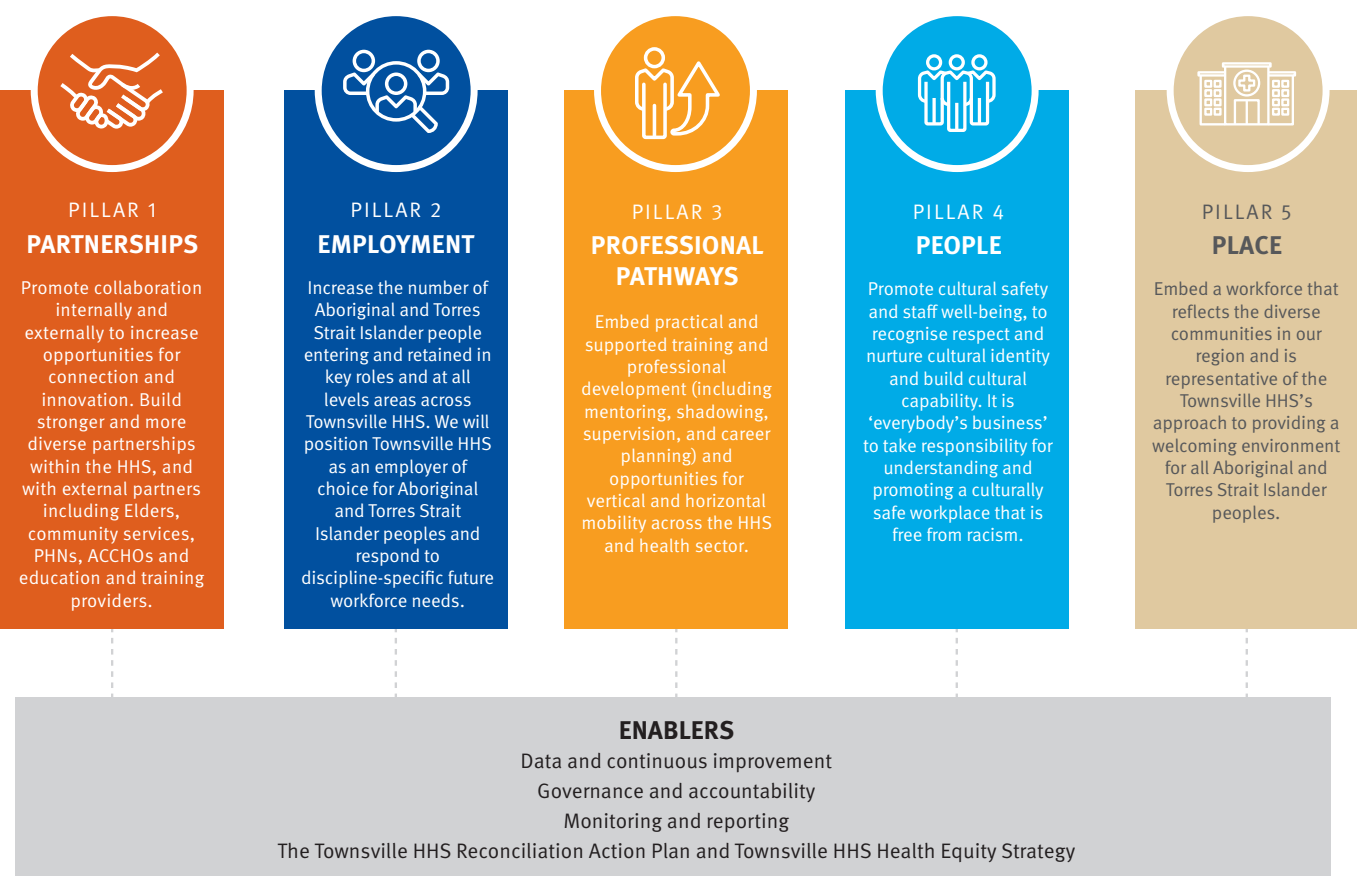 PILLAR 1
PARTNERSHIPS
Promote collaboration
internally and
externally to increase
opportunities for
connection and
innovation. Build
stronger and more
diverse partnerships
within the HHS, and
with external partners
including Elders,
community services,
PHNs, ACCHOs and
education and training
providers.
PILLAR 2
EMPLOYMENT
Increase the number of
Aboriginal and Torres
Strait Islander people
entering and retained in
key roles and at all
levels areas across
Townsville HHS. We will
position Townsville HHS
as an employer of
choice for Aboriginal
and Torres Strait
Islander peoples and
respond to
discipline-specific future
workforce needs.
PILLAR 3
PROFESSIONAL
PATHWAYS
Embed practical and
supported training and
professional
development (including
mentoring, shadowing,
supervision, and career
planning) and
opportunities for
vertical and horizontal
mobility across the HHS
and health sector.
PILLAR 4
PEOPLE
Promote cultural safety
and staff well-being, to
recognise respect and
nurture cultural identity
and build cultural
capability. It is
‘everybody’s business’
to take responsibility for
understanding and
promoting a culturally
safe workplace that is
free from racism.
PILLAR 5
PLACE
Embed a workforce that
reflects the diverse
communities in our
region and is
representative of the
Townsville HHS’s
approach to providing a
welcoming environment
for all Aboriginal and
Torres Strait Islander
peoples.
ENABLERS
Data and continuous improvement
Governance and accountability
Monitoring and reporting
The Townsville HHS Reconciliation Action Plan and Townsville HHS Health Equity Strategy